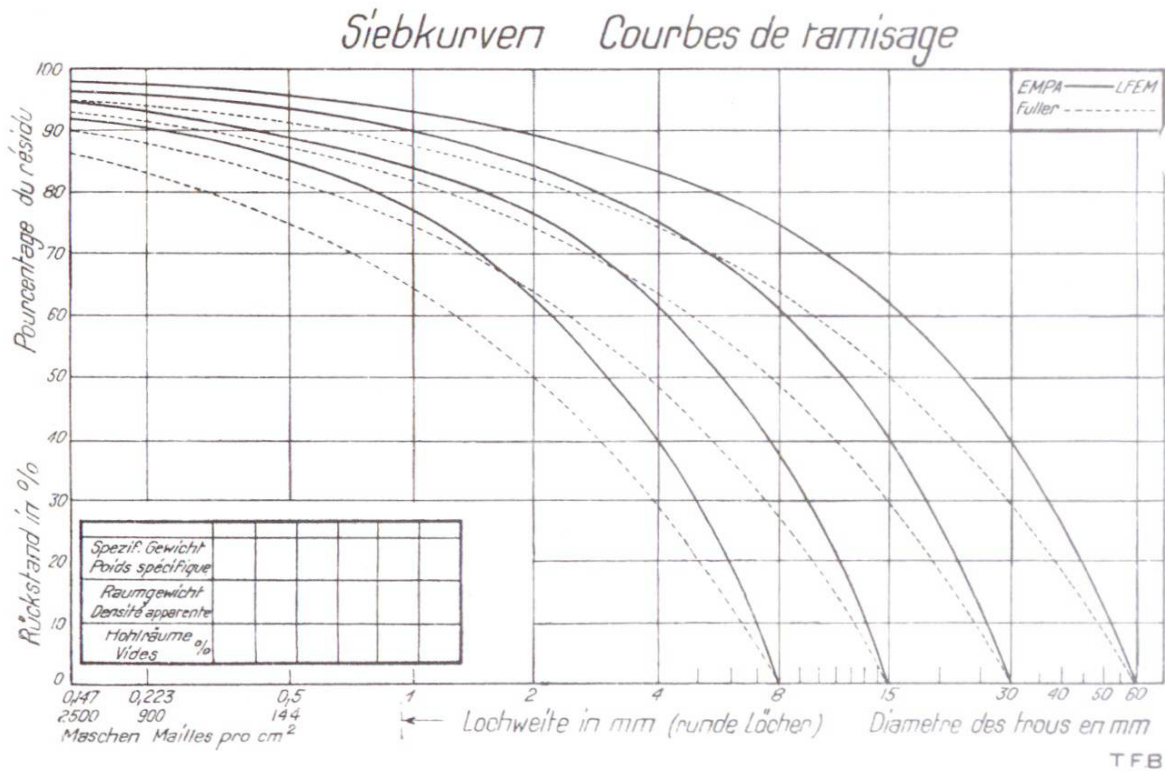 Siebkurven Courbes de tamisage
EMPA LFEM
Fuller
Pourcentage du résidu
Rückstand in %
100
90
80
70
60
50
40
30
20
10
0
Spezif. Gewicht
Poids spécifique
Raumgewicht
Densité apparente
Hohlräume %
Vides
0,147 0,223 0,5 1 2 4 8 15 30 40 50 60
2500 900 144
Maschen Mailles pro cm²
← Lochweite in mm (runde Löcher) Diametre des trous en mm
TFB